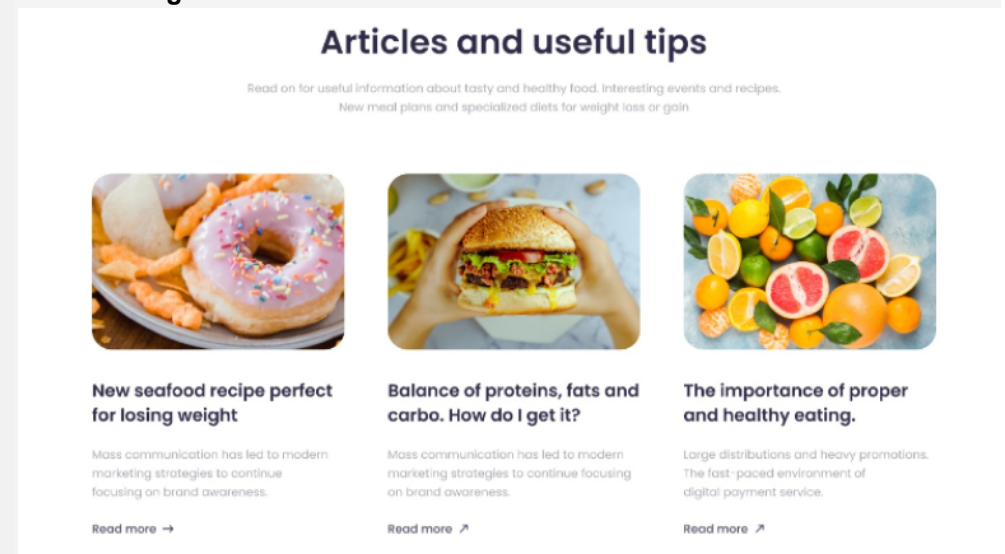 Articles and useful tips
Read on for useful information about tasty and healthy food. Interesting events and recipes.
New meal plans and specialized diets for weight loss or gain
New seafood recipe perfect
for losing weight
Mass communication has led to modern
marketing strategies to continue
focusing on brand awareness.
Read more →
Balance of proteins, fats and
carbo. How do I get it?
Mass communication has led to modern
marketing strategies to continue focusing
on brand awareness.
Read more ↗
The importance of proper
and healthy eating.
Large distributions and heavy promotions.
The fast-paced environment of
digital payment service.
Read more ↗